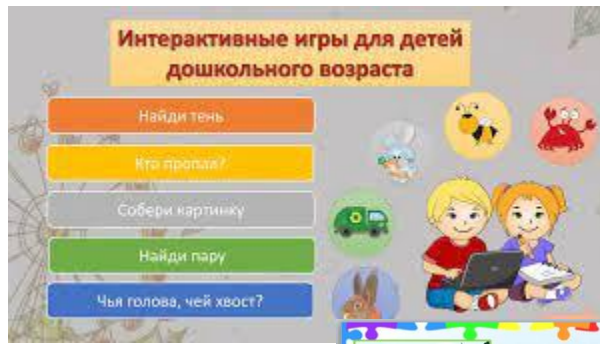 Интерактивные игры для детей
дошкольного возраста
Найди тень
Кто пропал?
Собери картинку
Найди пару
Чья голова, чей хвост?